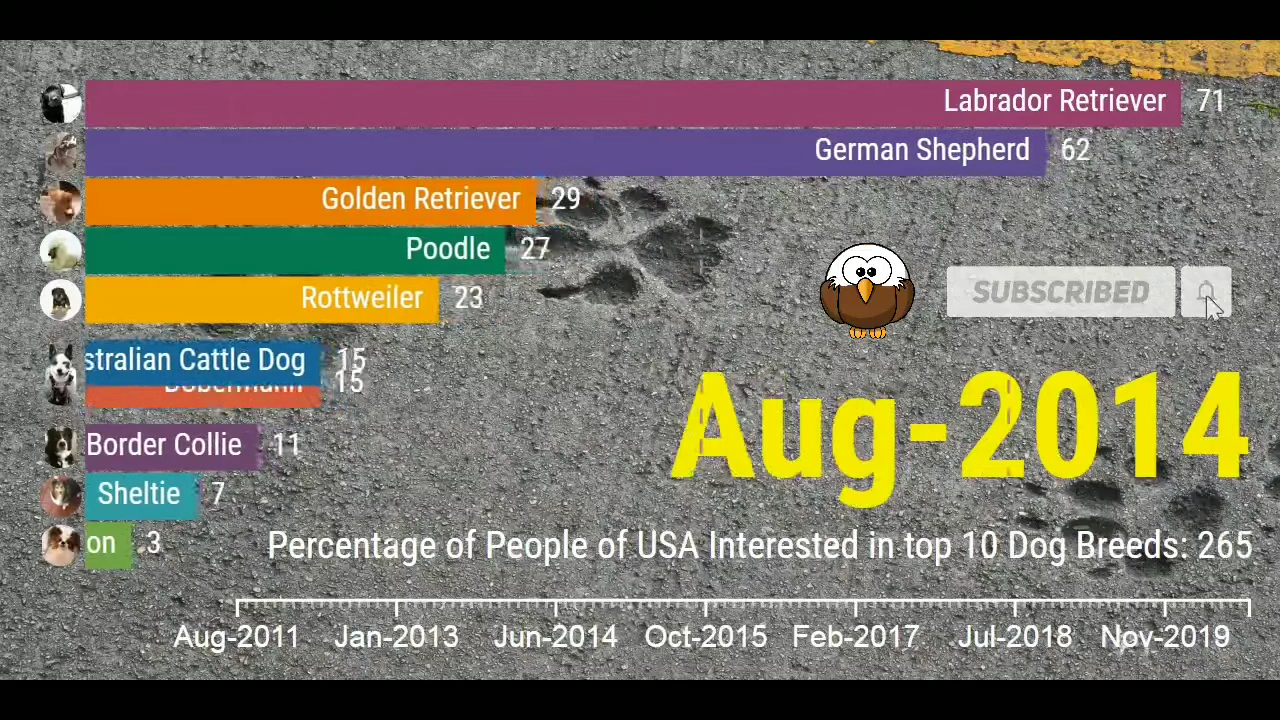 Labrador Retriever 71
German Shepherd 62
Golden Retriever 29
Poodle 27
Rottweiler 23
SUBSCRIBED
stralian Cattle Dog 15
Dobermann 15
Aug-2014
Border Collie 11
Sheltie 7
on 3
Percentage of People of USA Interested in top 10 Dog Breeds: 265
Aug-2011 Jan-2013 Jun-2014 Oct-2015 Feb-2017 Jul-2018 Nov-2019